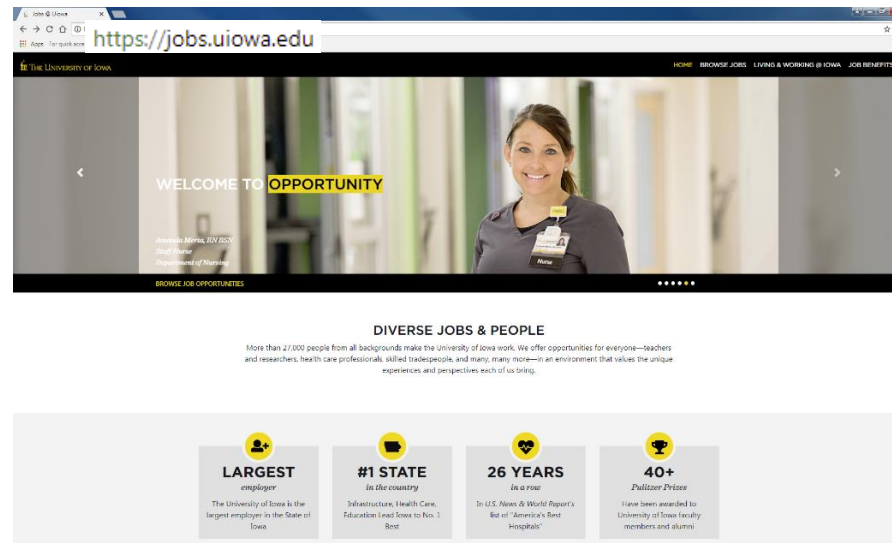 Jobs @ UIowa
https://jobs.uiowa.edu
Apps For quick access
THE UNIVERSITY OF IOWA
HOME BROWSE JOBS LIVING & WORKING @ IOWA JOB BENEFITS
WELCOME TO OPPORTUNITY
RN BSN
Staff Nurse
Department of Nursing
Nurse
BROWSE JOB OPPORTUNITIES
DIVERSE JOBS & PEOPLE
More than 27,000 people from all backgrounds make the University of Iowa work. We offer opportunities for everyone—teachers
and researchers, health care professionals, skilled tradespeople, and many, many more—in an environment that values the unique
experiences and perspectives each of us bring.
LARGEST
employer
The University of Iowa is the
largest employer in the State of
Iowa
#1 STATE
in the country
Infrastructure, Health Care,
Education Lead Iowa to No. 1
Best
26 YEARS
in a row
In U.S. News & World Report's
list of "America's Best
Hospitals"
40+
Pulitzer Prizes
Have been awarded to
University of Iowa faculty
members and alumni